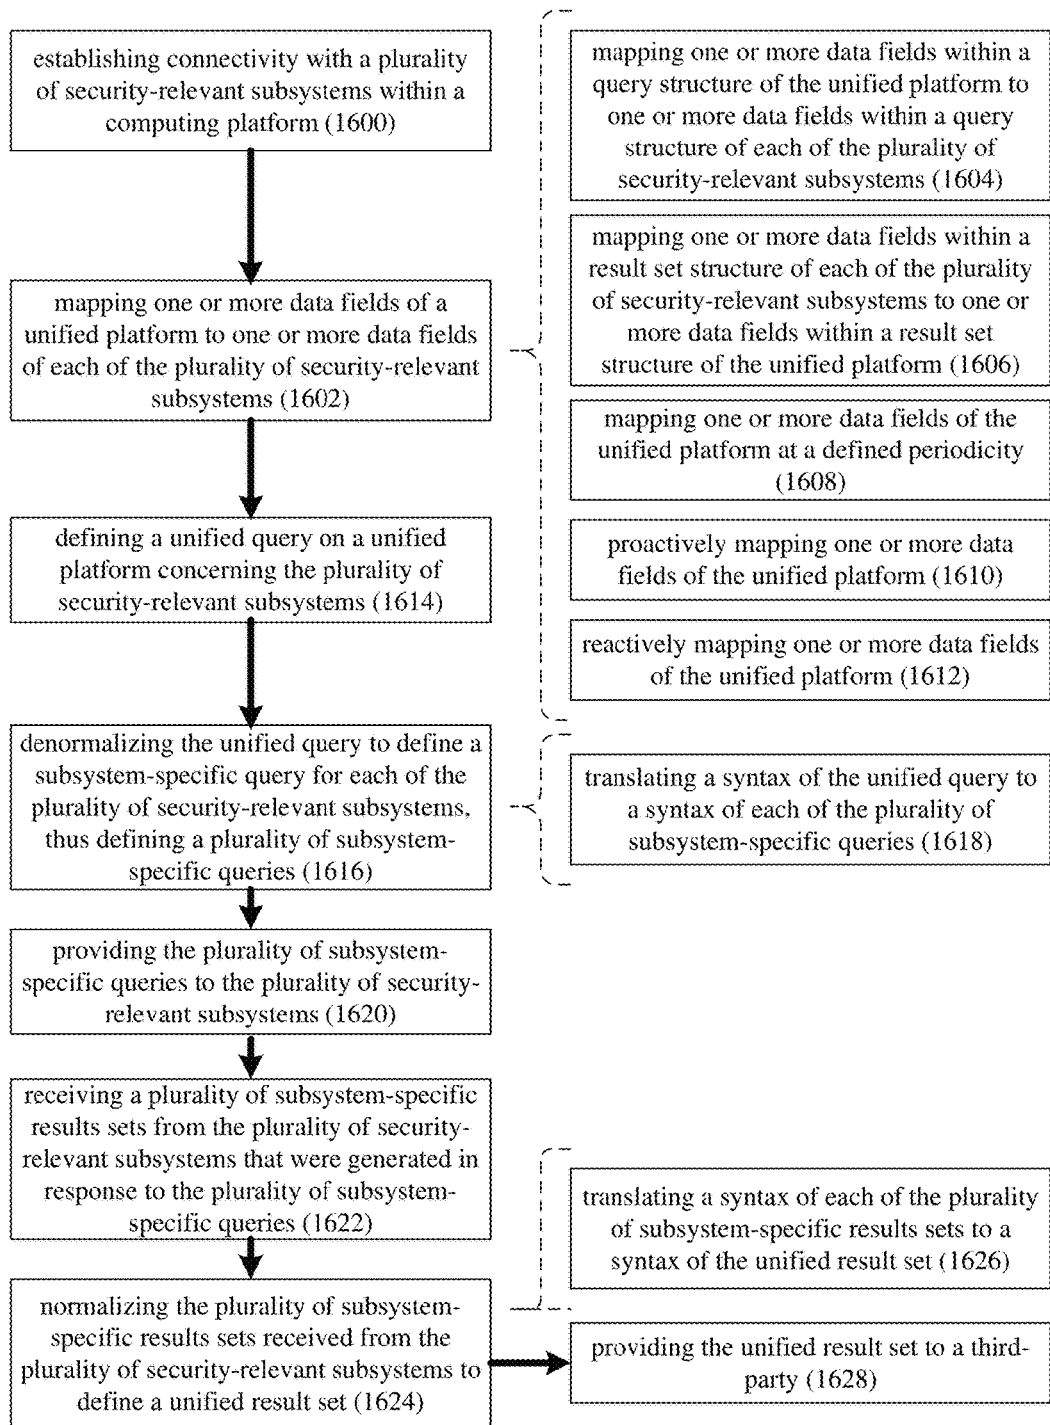 establishing connectivity with a plurality
of security-relevant subsystems within a
computing platform (1600)
mapping one or more data fields of a
unified platform to one or more data fields
of each of the plurality of security-relevant
subsystems (1602)
mapping one or more data fields within a
query structure of the unified platform to
one or more data fields within a query
structure of each of the plurality of
security-relevant subsystems (1604)
mapping one or more data fields within a
result set structure of each of the plurality
of security-relevant subsystems to one or
more data fields within a result set
structure of the unified platform (1606)
mapping one or more data fields of the
unified platform at a defined periodicity
(1608)
proactively mapping one or more data
fields of the unified platform (1610)
reactively mapping one or more data fields
of the unified platform (1612)
defining a unified query on a unified
platform concerning the plurality of
security-relevant subsystems (1614)
denormalizing the unified query to define a
subsystem-specific query for each of the
plurality of security-relevant subsystems,
thus defining a plurality of subsystem-
specific queries (1616)
translating a syntax of the unified query to
a syntax of each of the plurality of
subsystem-specific queries (1618)
providing the plurality of subsystem-
specific queries to the plurality of security-
relevant subsystems (1620)
receiving a plurality of subsystem-specific
results sets from the plurality of security-
relevant subsystems that were generated in
response to the plurality of subsystem-
specific queries (1622)
normalizing the plurality of subsystem-
specific results sets received from the
plurality of security-relevant subsystems to
define a unified result set (1624)
translating a syntax of each of the plurality
of subsystem-specific results sets to a
syntax of the unified result set (1626)
providing the unified result set to a third-
party (1628)